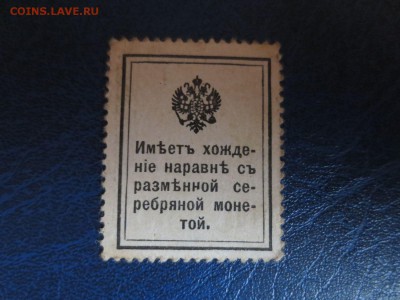 COINS.LAVE.RU
Имѣетъ хожде-
ніе наравнѣ съ
размѣнной се-
ребряной моне-
той.